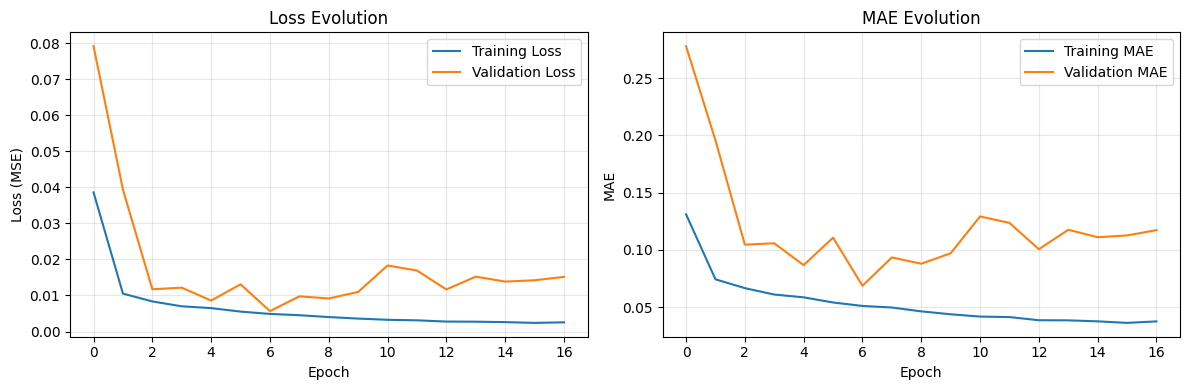 Loss Evolution
Training Loss
Validation Loss
0.08
0.07
0.06
0.05
0.04
0.03
0.02
0.01
0.00
Loss (MSE)
0 2 4 6 8 10 12 14 16
Epoch
MAE Evolution
Training MAE
Validation MAE
0.25
0.20
0.15
0.10
0.05
MAE
0 2 4 6 8 10 12 14 16
Epoch